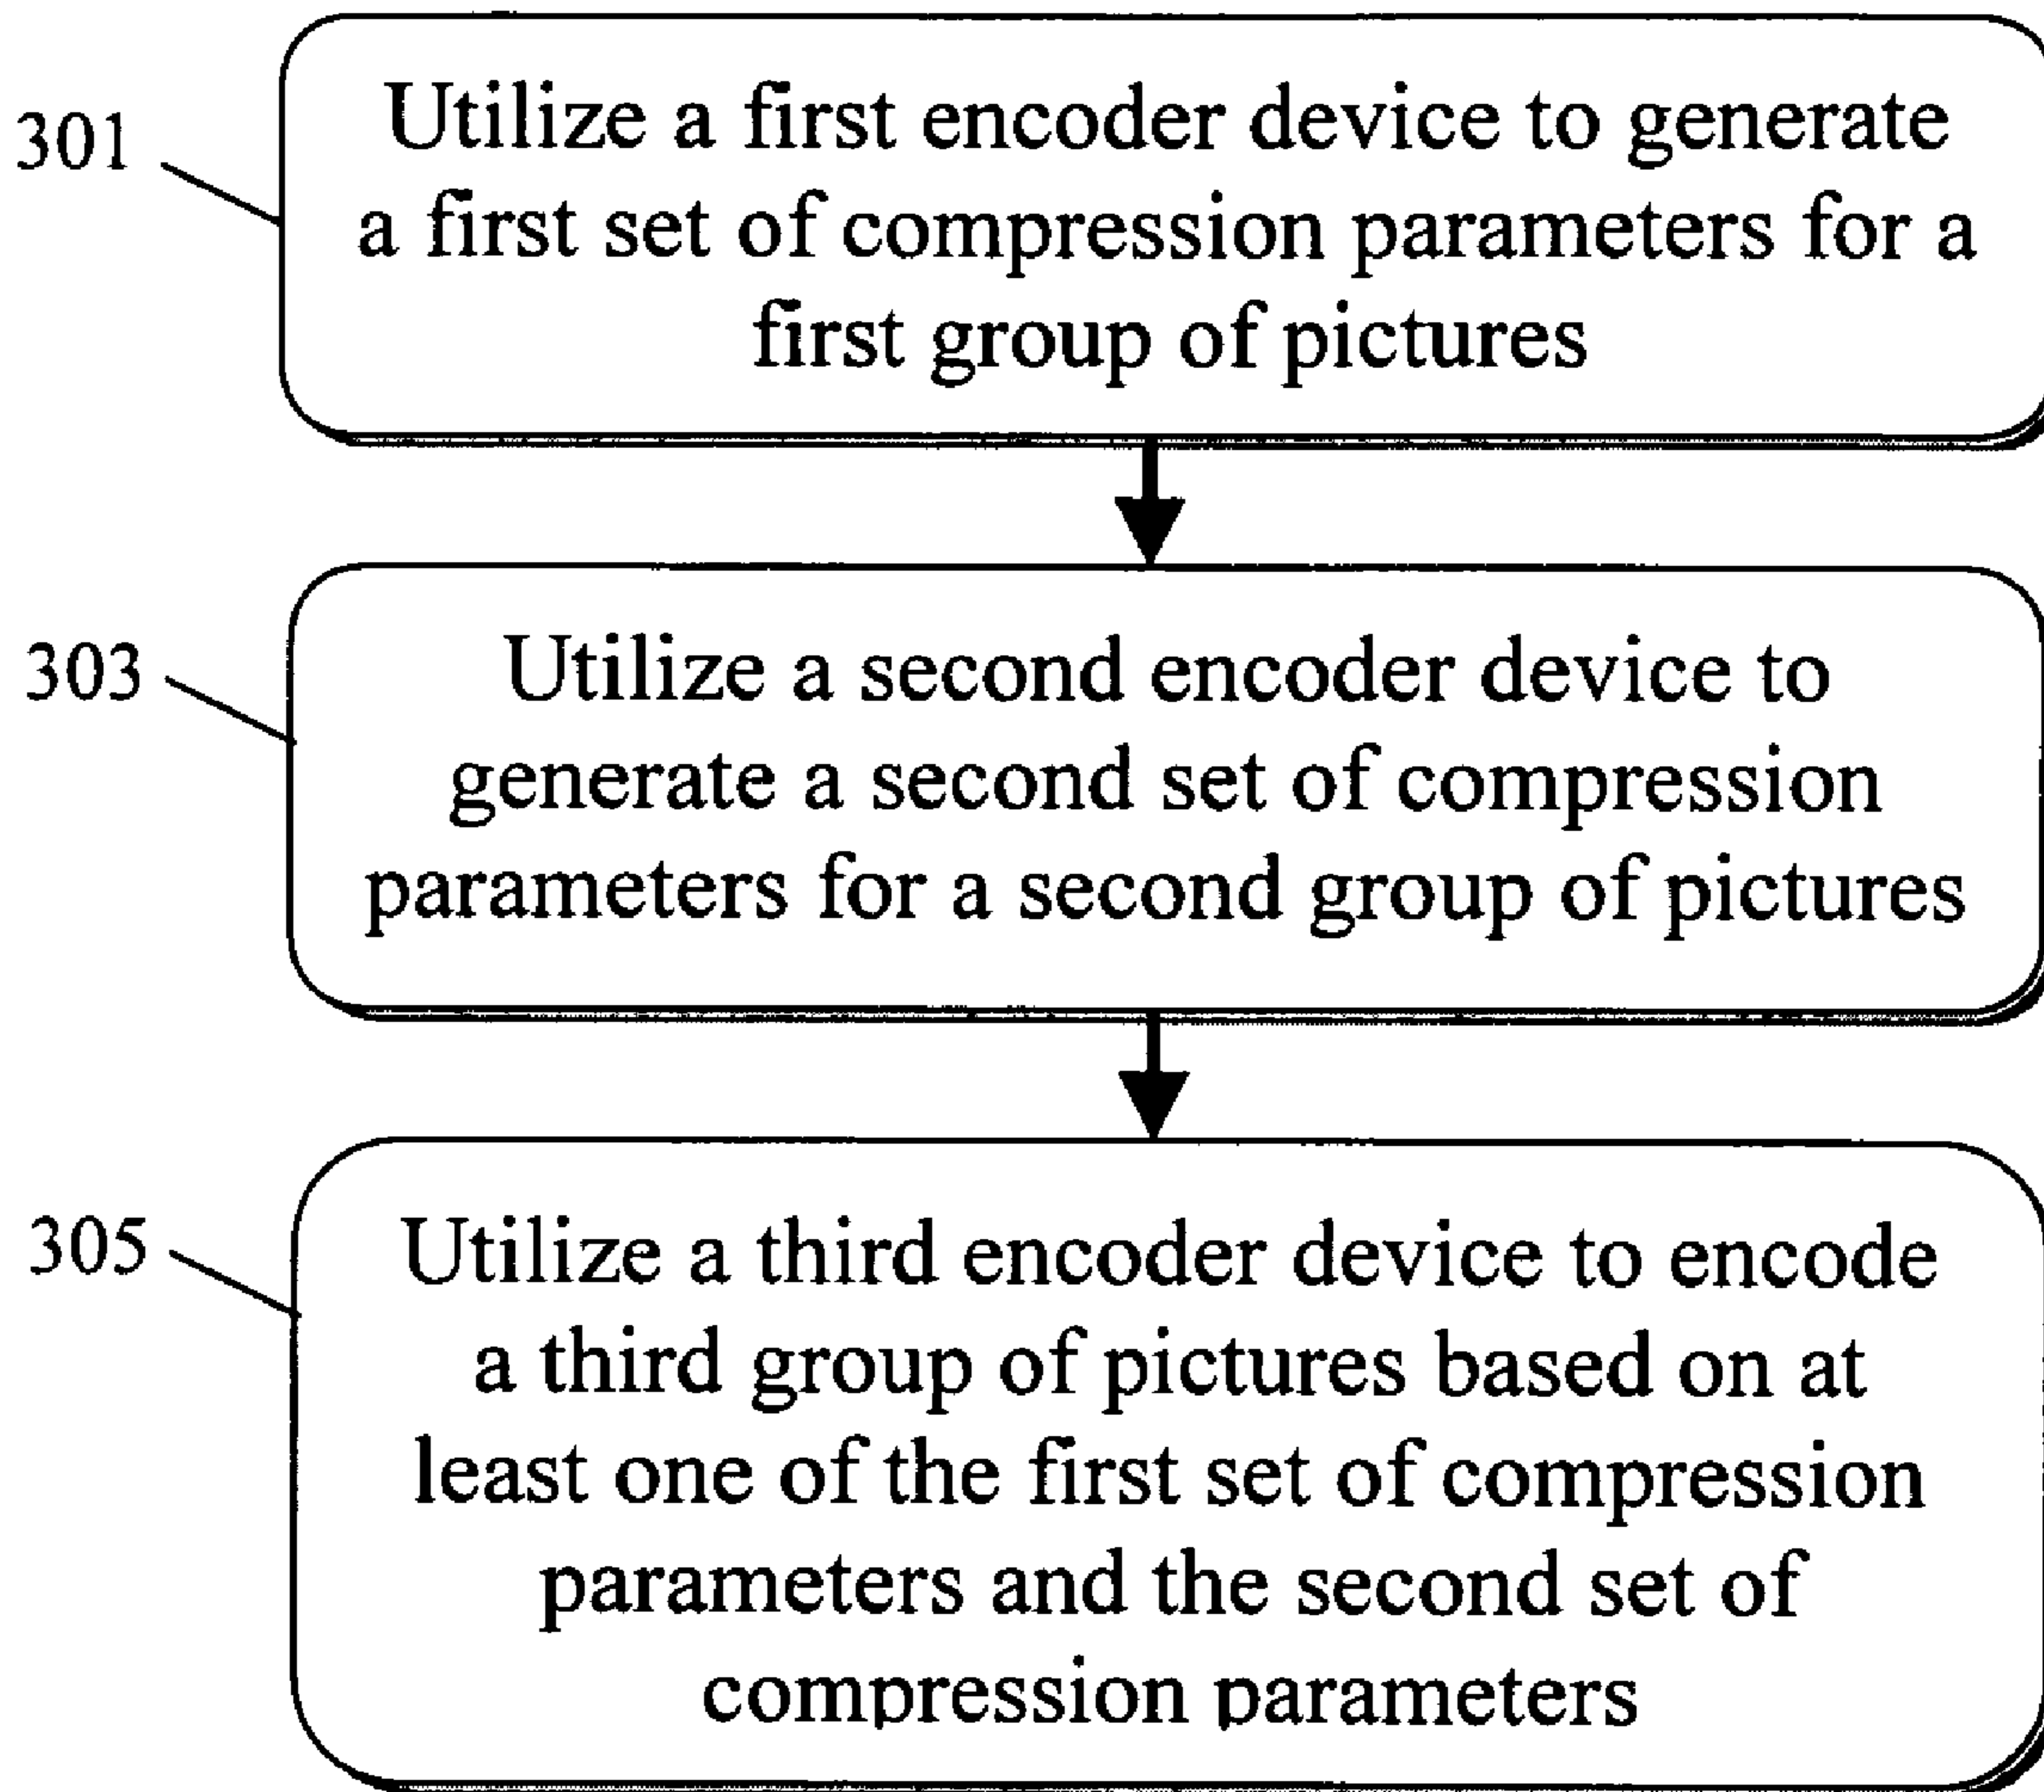 301
Utilize a first encoder device to generate
a first set of compression parameters for a
first group of pictures
303
Utilize a second encoder device to
generate a second set of compression
parameters for a second group of pictures
305
Utilize a third encoder device to encode
a third group of pictures based on at
least one of the first set of compression
parameters and the second set of
compression parameters